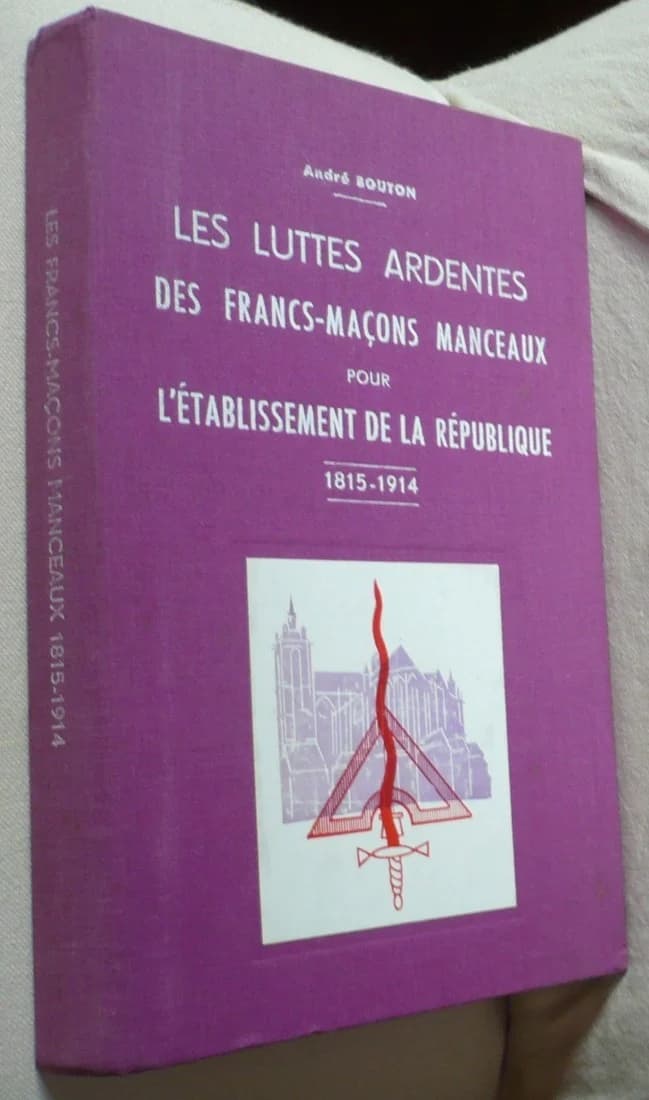 André BOUTON
LES LUTTES ARDENTES
DES FRANCS-MAÇONS MANCEAUX
POUR
L'ÉTABLISSEMENT DE LA RÉPUBLIQUE
1815-1914
LES FRANCS-MAÇONS MANCEAUX 1815-1914